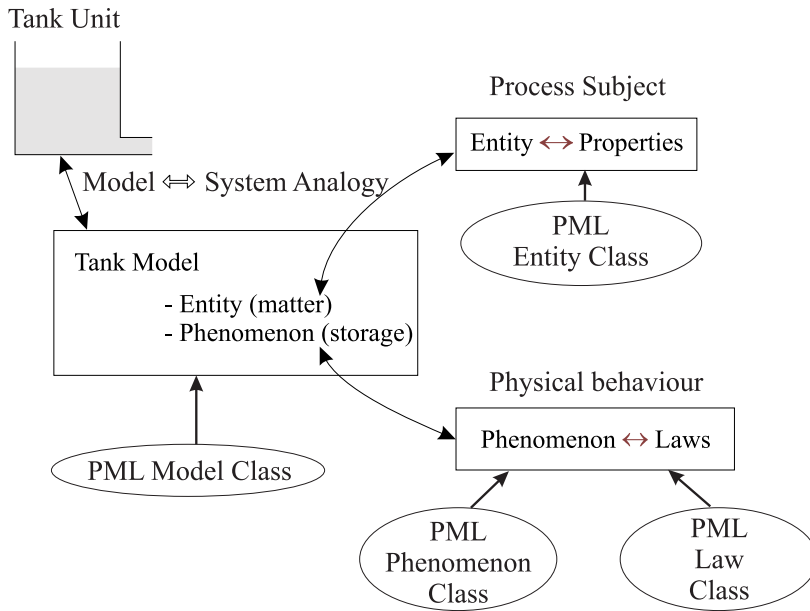 Tank Unit
Process Subject
Entity ↔ Properties
Model ⇔ System Analogy
PML
Entity Class
Tank Model
- Entity (matter)
- Phenomenon (storage)
Physical behaviour
Phenomenon ↔ Laws
PML Model Class
PML
Phenomenon
Class
PML
Law
Class